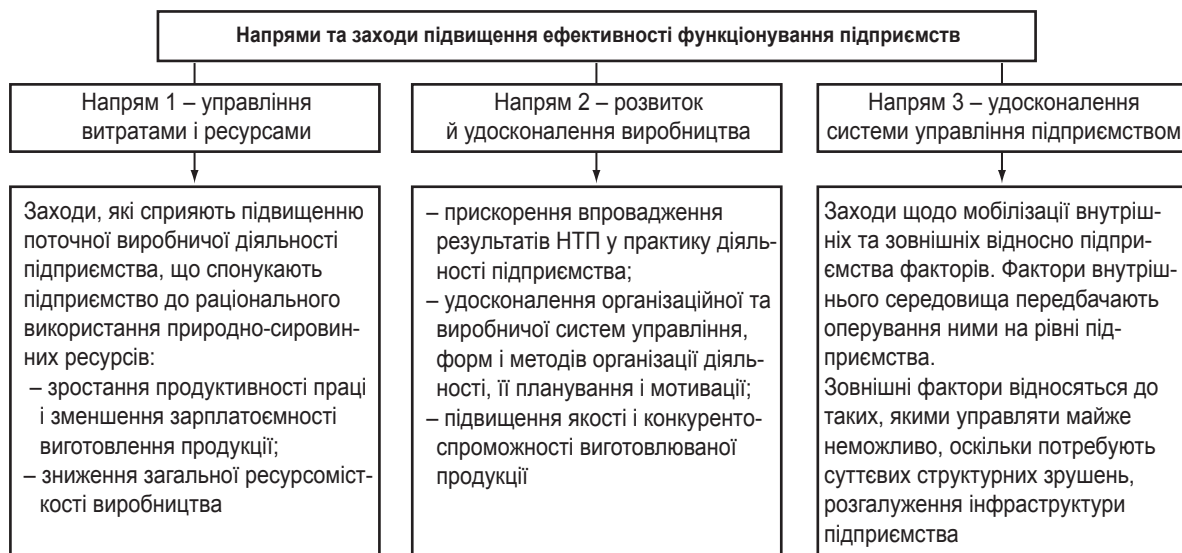 Напрями та заходи підвищення ефективності функціонування підприємств
Напрям 1 – управління
витратами і ресурсами
Напрям 2 – розвиток
й удосконалення виробництва
Напрям 3 – удосконалення
системи управління підприємством
Заходи, які сприяють підвищенню
поточної виробничої діяльності
підприємства, що спонукають
підприємство до раціонального
використання природно-сировин-
них ресурсів:
– зростання продуктивності праці
і зменшення зарплатоємності
виготовлення продукції;
– зниження загальної ресурсоміст-
кості виробництва
– прискорення впровадження
результатів НТП у практику діяль-
ності підприємства;
– удосконалення організаційної та
виробничої систем управління,
форм і методів організації діяль-
ності, її планування і мотивації;
– підвищення якості і конкуренто-
спроможності виготовлюваної
продукції
Заходи щодо мобілізації внутріш-
ніх та зовнішніх відносно підпри-
ємства факторів. Фактори внутріш-
нього середовища передбачають
оперування ними на рівні під-
приємства.
Зовнішні фактори відносяться до
таких, якими управляти майже
неможливо, оскільки потребують
суттєвих структурних зрушень,
розгалуження інфраструктури
підприємства